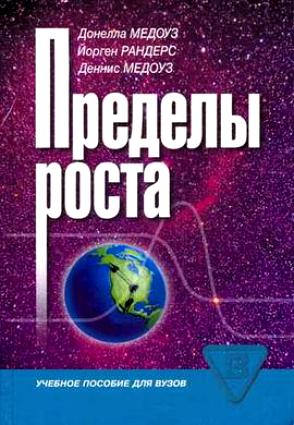 Донелла МЕДОУЗ
Йорген РАНДЕРС
Деннис МЕДОУЗ
Пределы
роста
УЧЕБНОЕ ПОСОБИЕ ДЛЯ ВУЗОВ